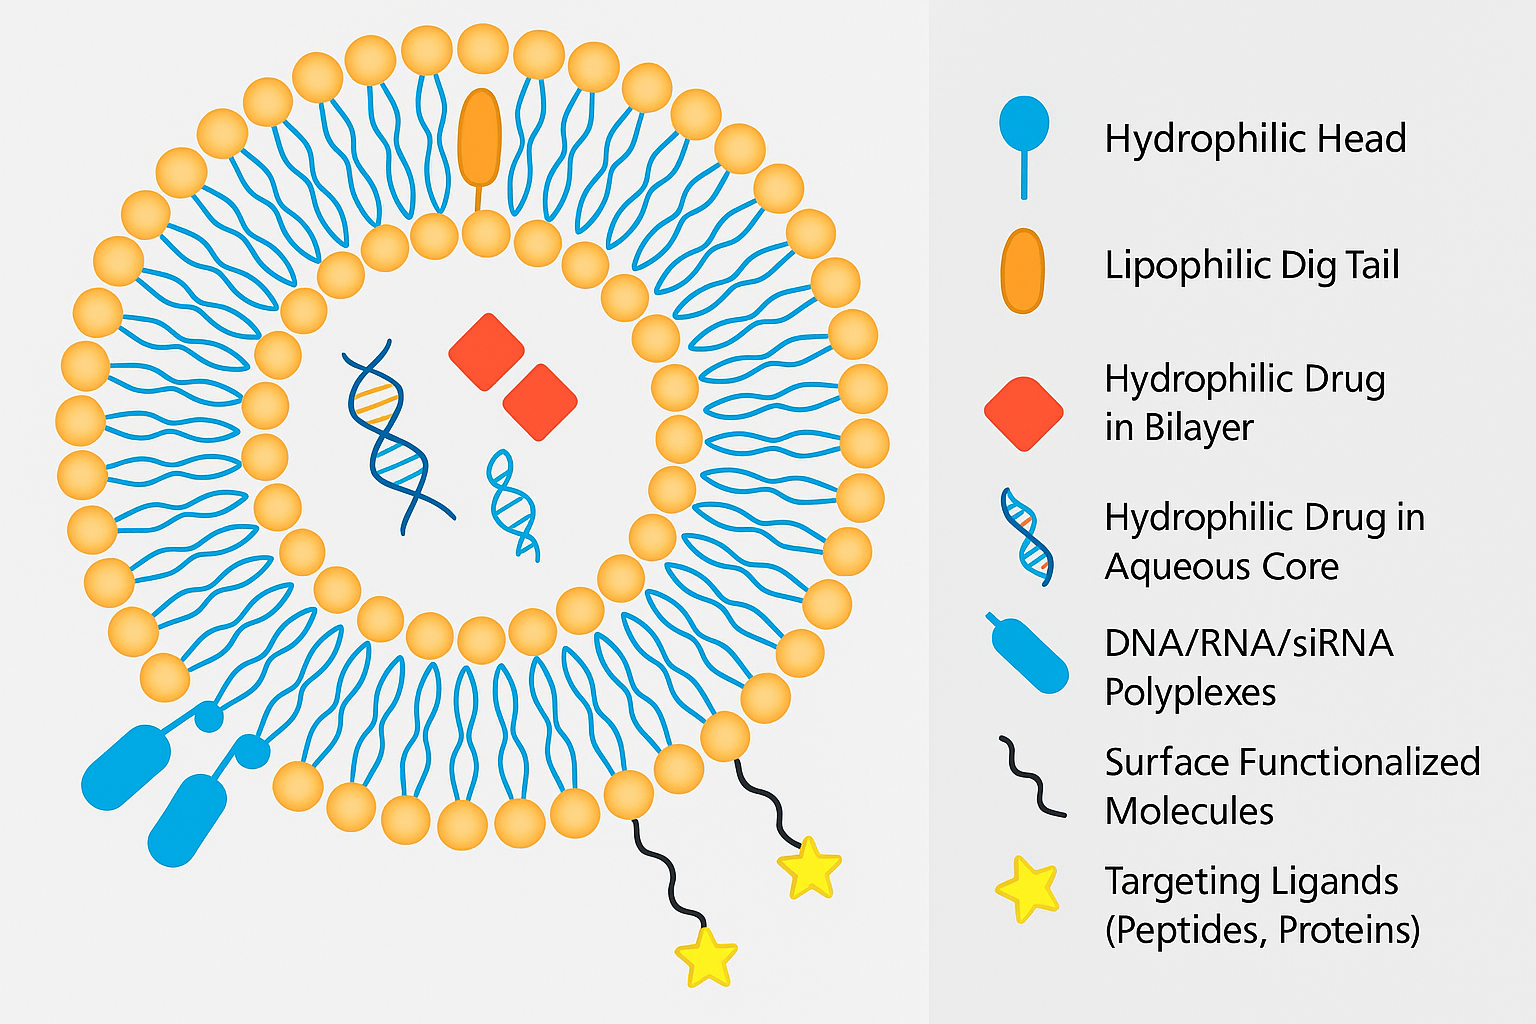 Hydrophilic Head
Lipophilic Dig Tail
Hydrophilic Drug
in Bilayer
Hydrophilic Drug in
Aqueous Core
DNA/RNA/siRNA
Polyplexes
Surface Functionalized
Molecules
Targeting Ligands
(Peptides, Proteins)